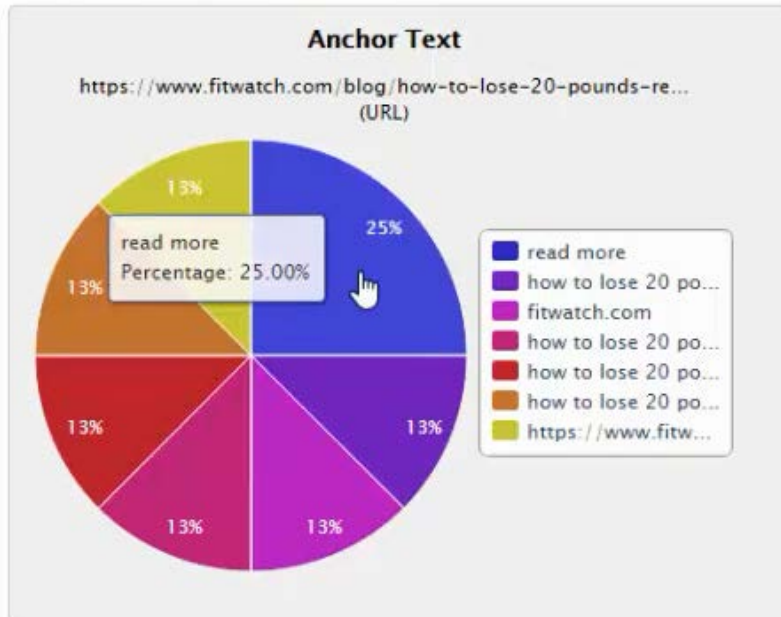 Anchor Text
https://www.fitwatch.com/blog/how-to-lose-20-pounds-re...
(URL)
13%
25%
read more
Percentage: 25.00%
13%
13%
13%
13%
13%
read more
how to lose 20 po...
fitwatch.com
how to lose 20 po...
how to lose 20 po...
how to lose 20 po...
https://www.fitw...